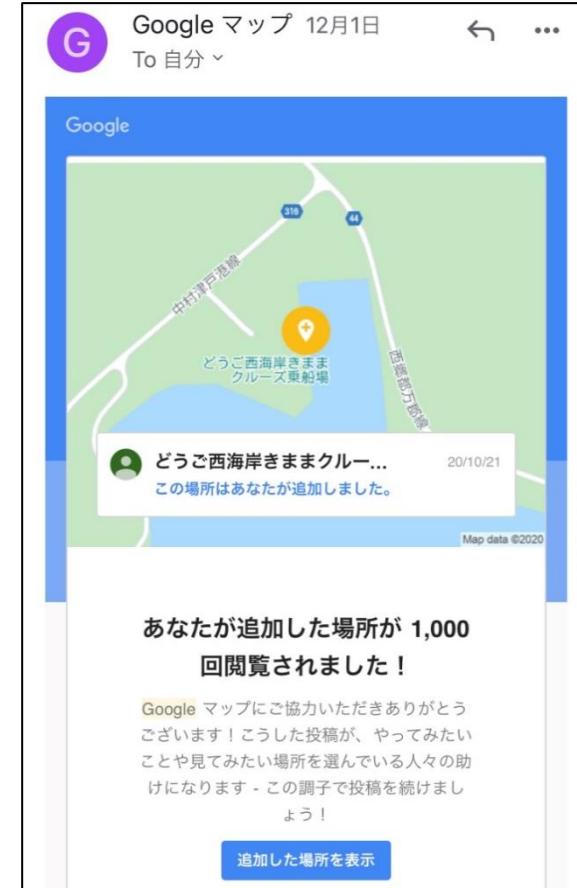 G
Google マップ 12月1日
To 自分
Google
316
44
中村津戸港線
どうご西海岸きまま
クルーズ乗船場
西郷都万郡線
どうご西海岸きままクルー...
20/10/21
この場所はあなたが追加しました。
Map data ©2020
あなたが追加した場所が 1,000
回閲覧されました！
Google マップにご協力いただきありがとう
ございます！こうした投稿が、やってみたい
ことや見てみたい場所を選んでいる人々の助
けになります - この調子で投稿を続けまし
ょう！
追加した場所を表示